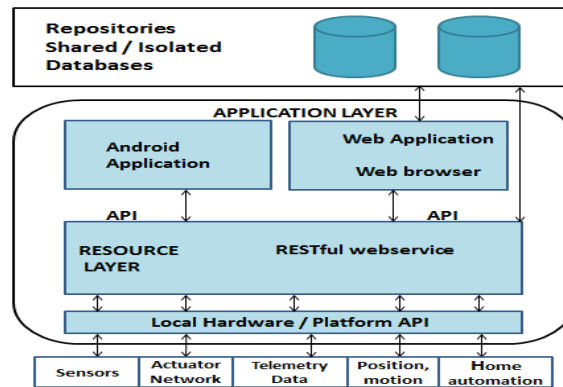 Repositories
Shared / Isolated
Databases
APPLICATION LAYER
Android
Application
Web Application
Web browser
API
API
RESOURCE
LAYER
RESTful webservice
Local Hardware / Platform API
Sensors
Actuator
Network
Telemetry
Data
Position,
motion
Home
automation